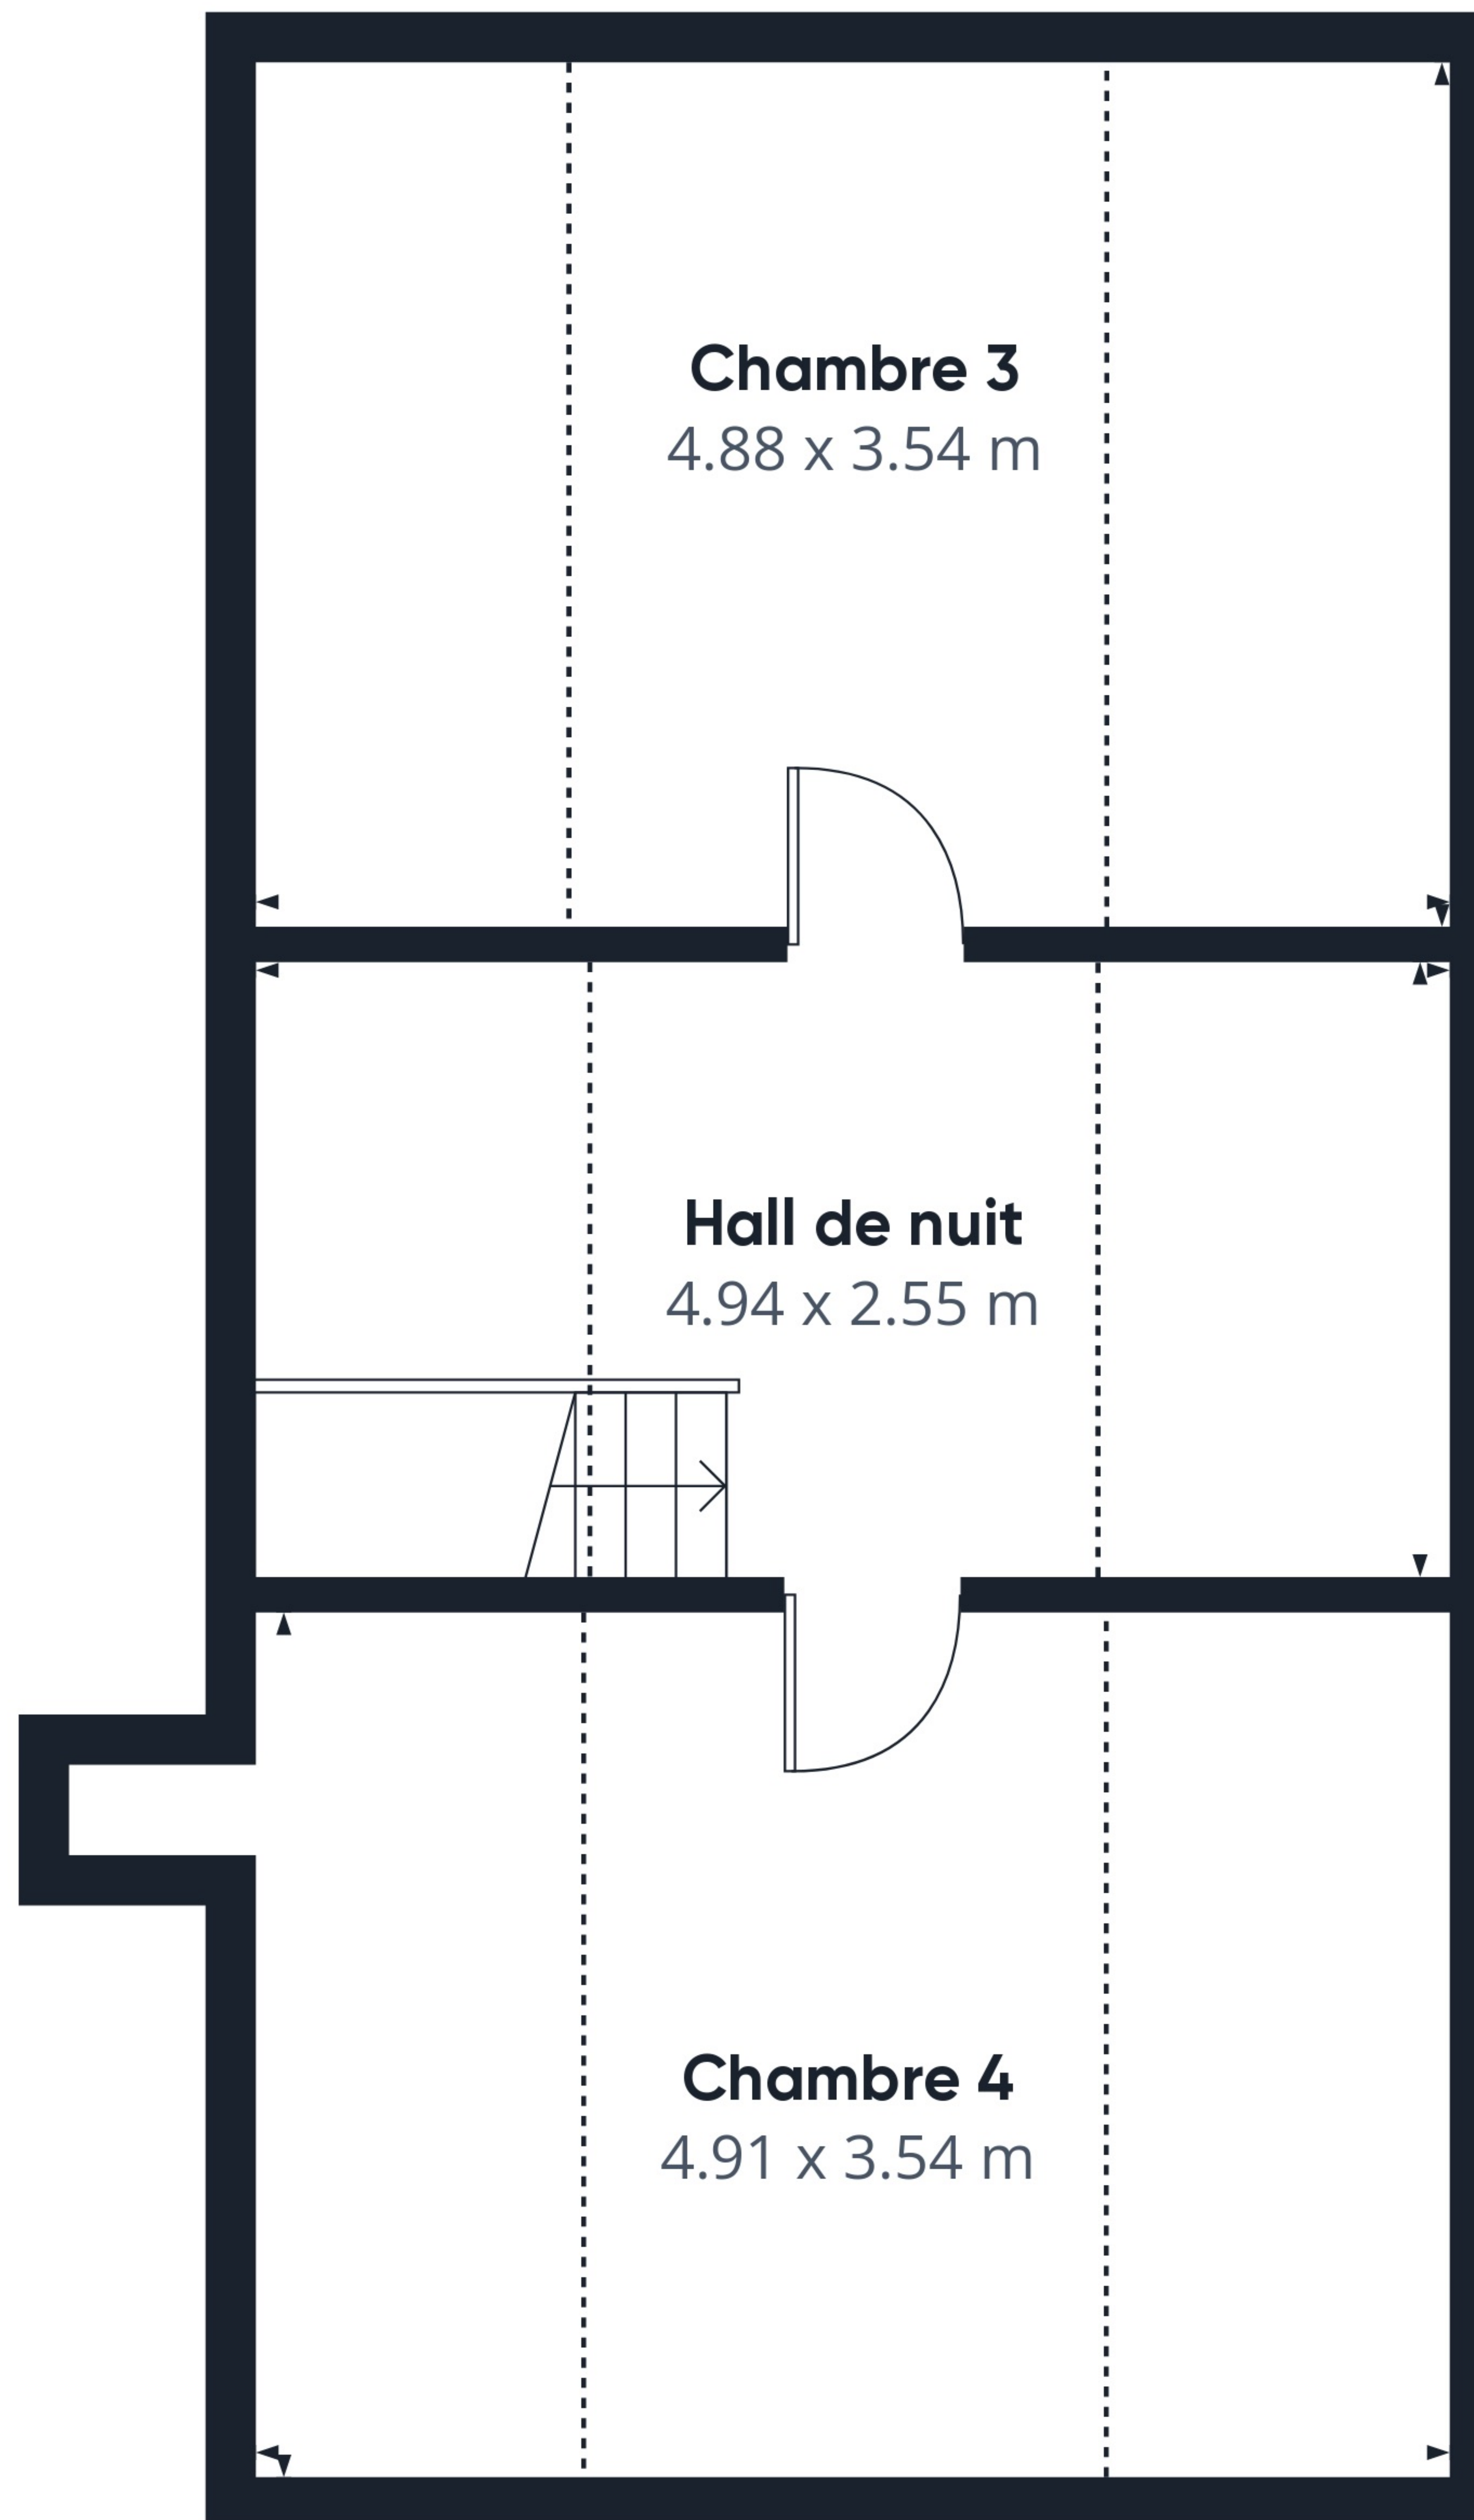 Chambre 3
4.88 x 3.54 m
Hall de nuit
4.94 x 2.55 m
Chambre 4
4.91 x 3.54 m